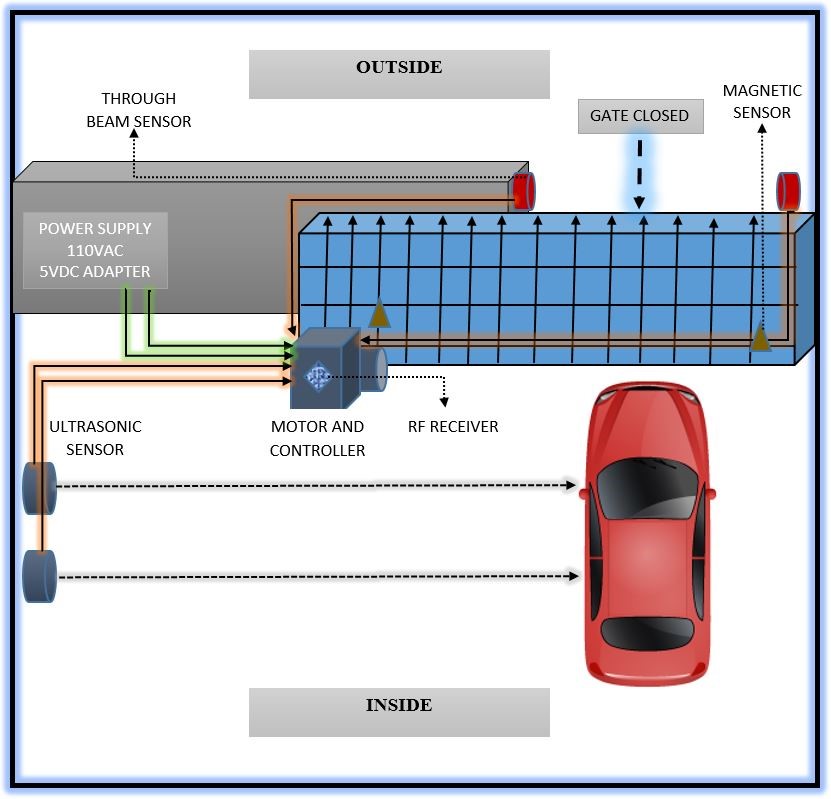 OUTSIDE
THROUGH
BEAM SENSOR
GATE CLOSED
MAGNETIC
SENSOR
POWER SUPPLY
110VAC
5VDC ADAPTER
ULTRASONIC
SENSOR
MOTOR AND
CONTROLLER
RF RECEIVER
INSIDE